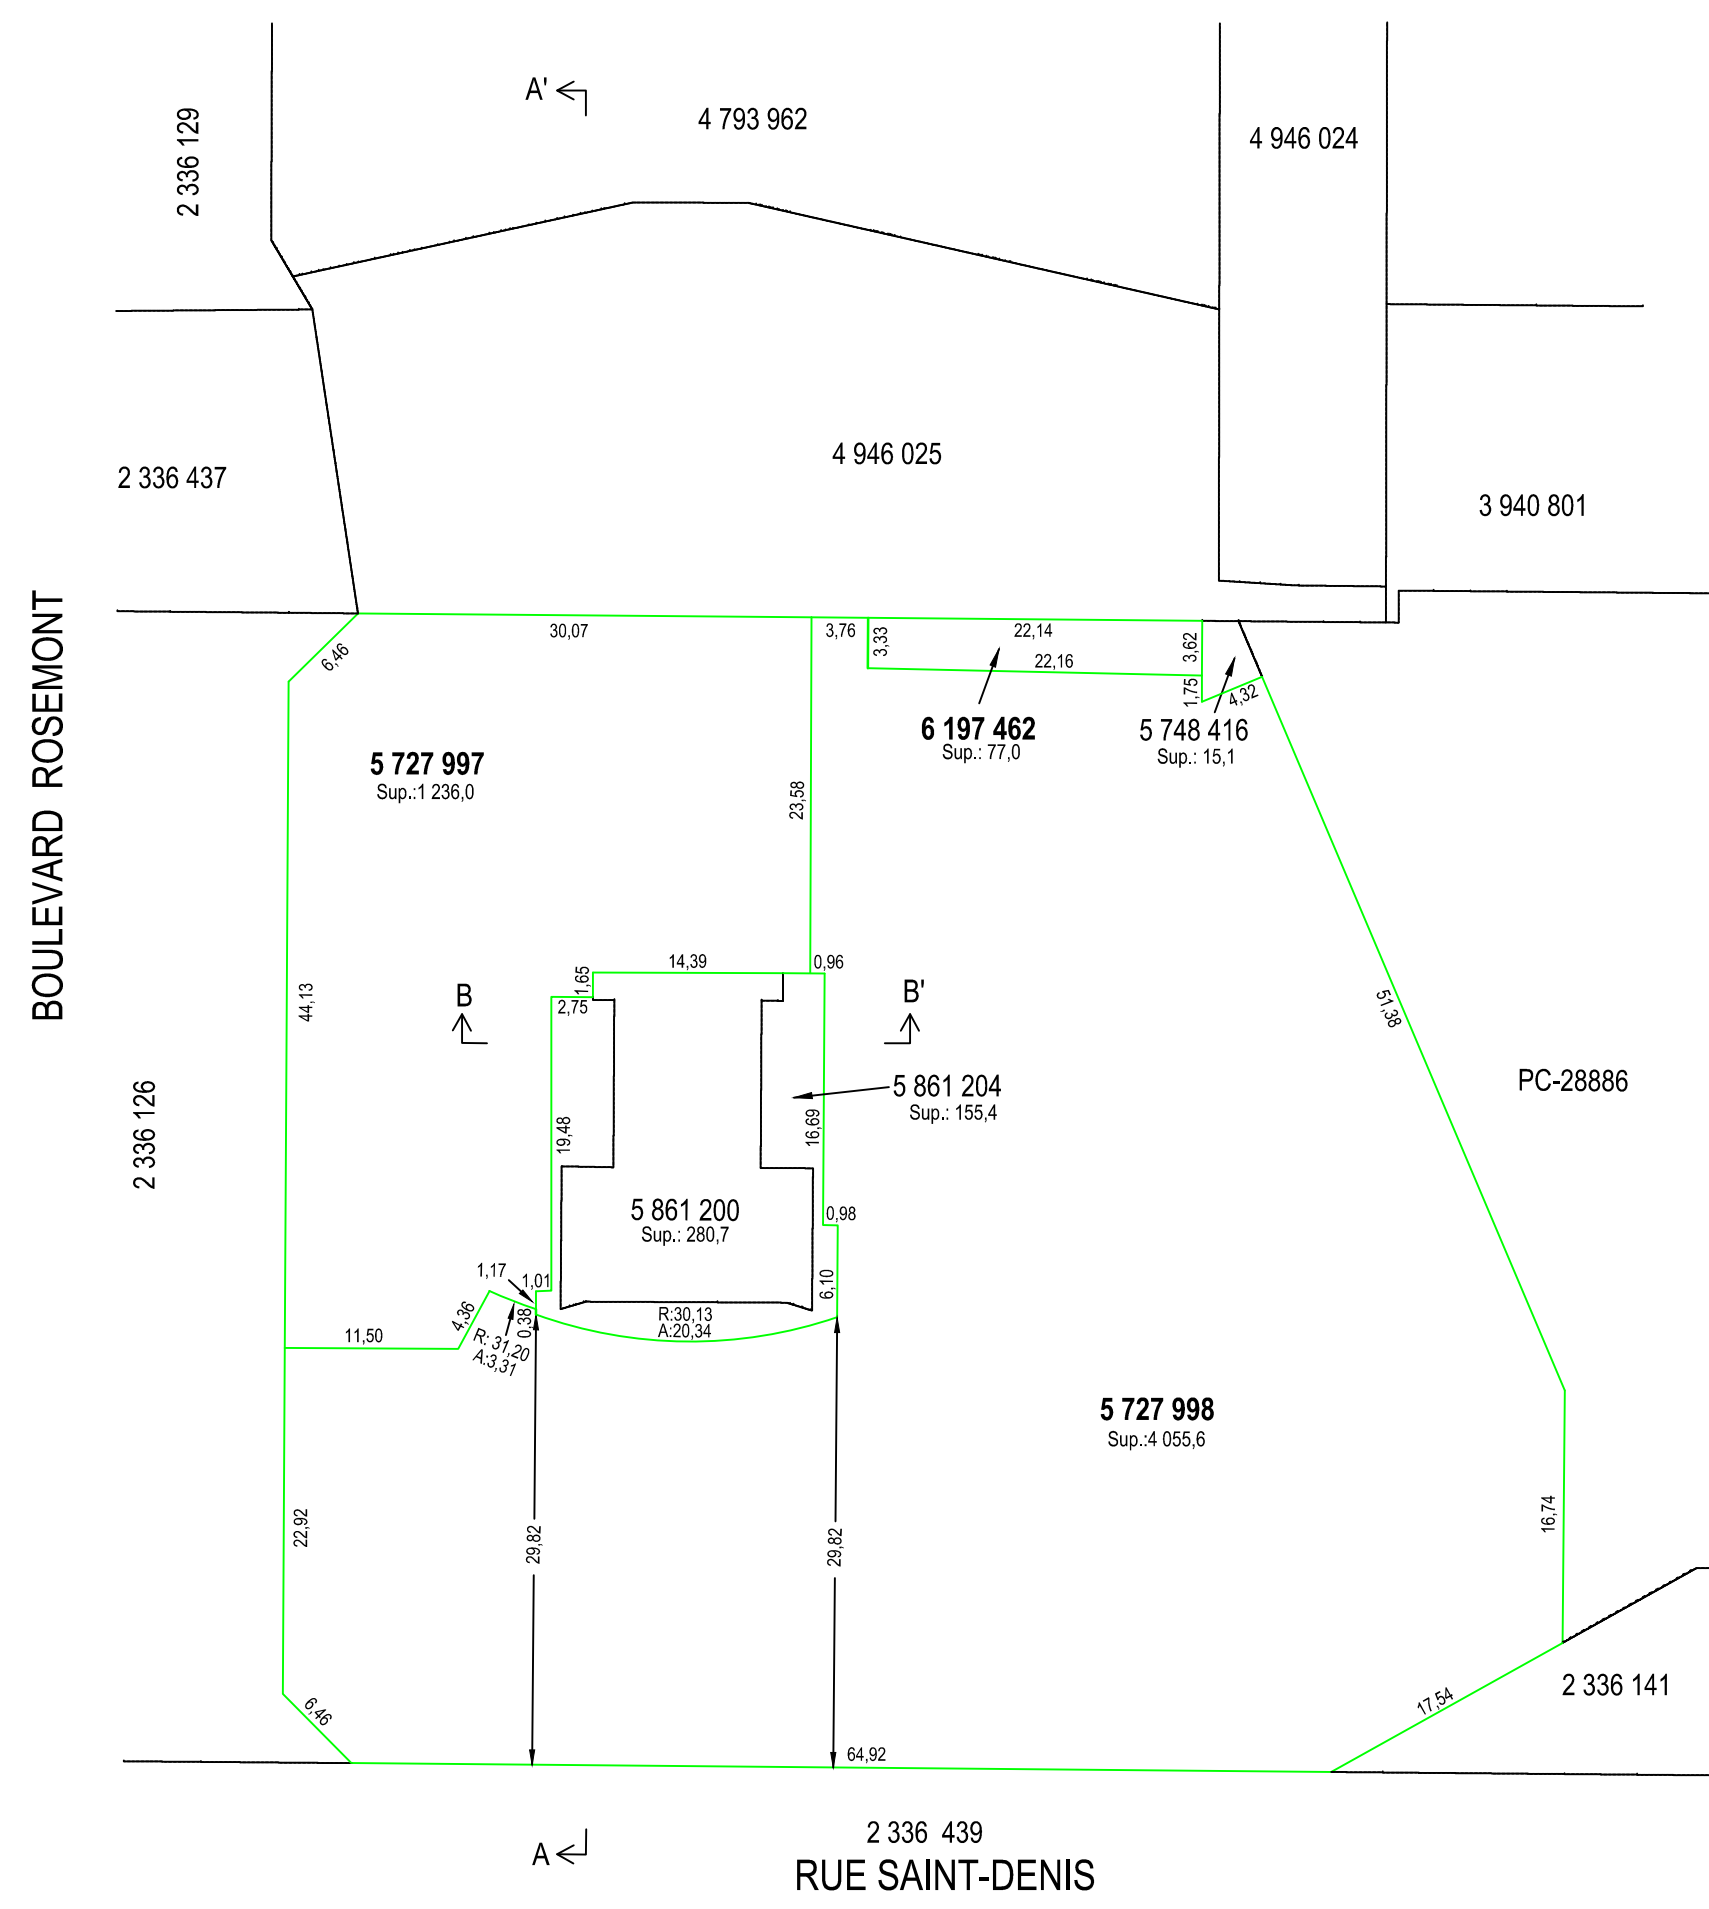 A'
4 793 962
4 946 024
2 336 129
4 946 025
2 336 437
3 940 801
BOULEVARD ROSEMONT
30,07
3,76
3,33
22,14
3,62
6,46
22,16
1,75
4,32
6 197 462
Sup.: 77,0
5 748 416
Sup.: 15,1
5 727 997
Sup.:1 236,0
23,58
14,39
0,96
1,65
2,75
B
B'
44,13
51,38
5 861 204
Sup.: 155,4
PC-28886
2 336 126
19,48
16,69
5 861 200
Sup.: 280,7
0,98
1,17
1,01
6,10
4,36
0,38
R:30,13
A:20,34
R: 31,20
A:3,31
11,50
5 727 998
Sup.:4 055,6
22,92
29,82
29,82
16,74
2 336 141
17,54
6,46
64,92
A
2 336 439
RUE SAINT-DENIS